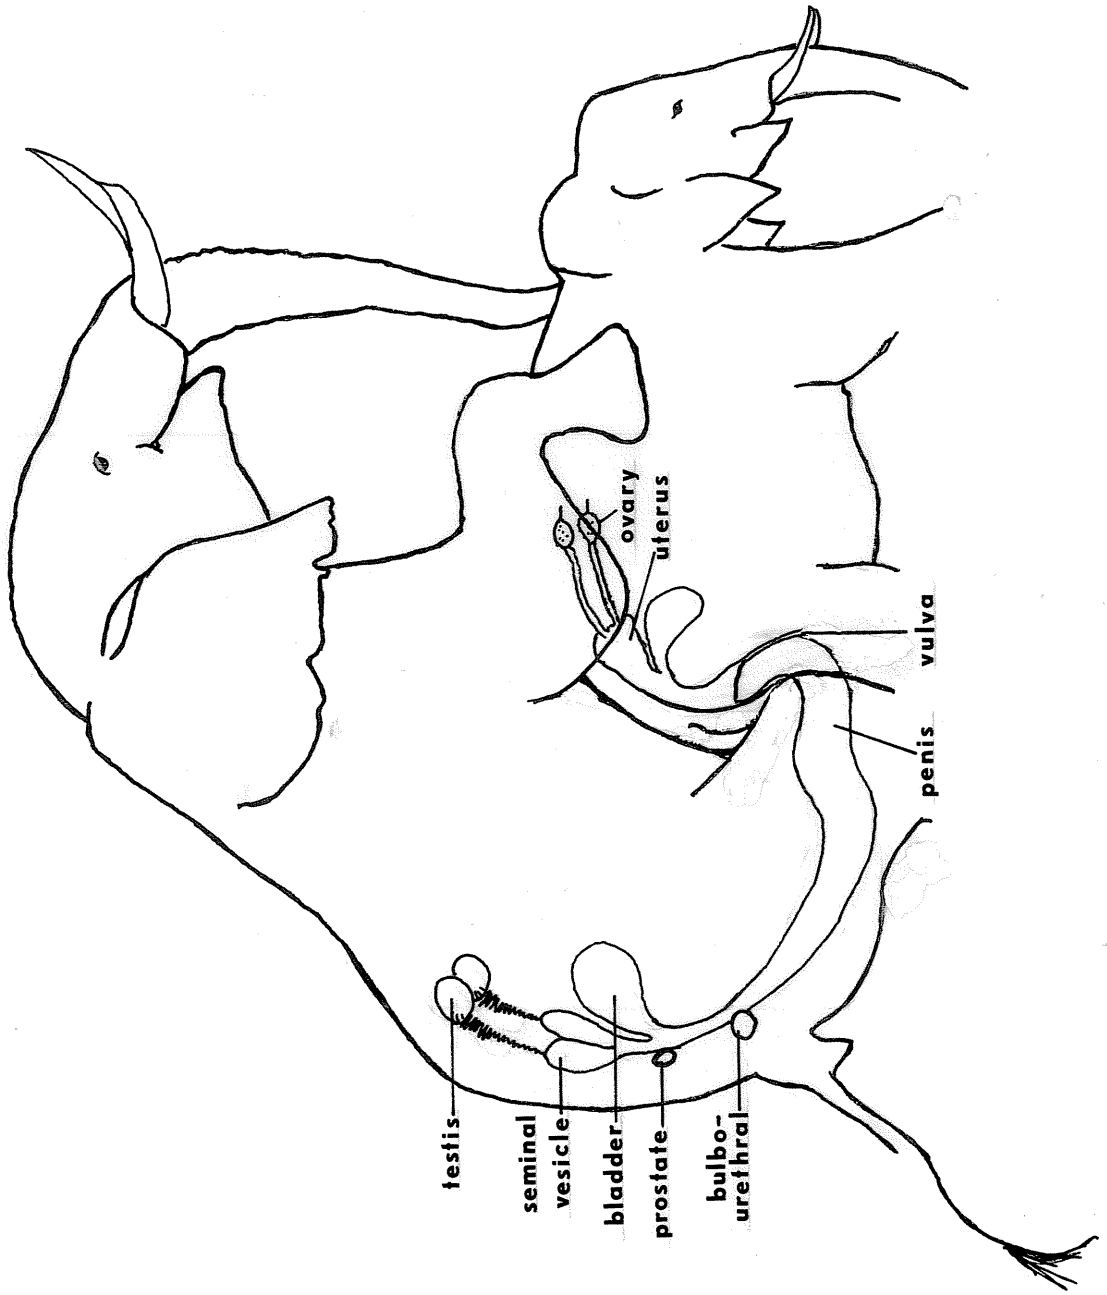 testis
seminal
vesicle
bladder
prostate
bulbo-
urethral
ovary
uterus
vulva
penis